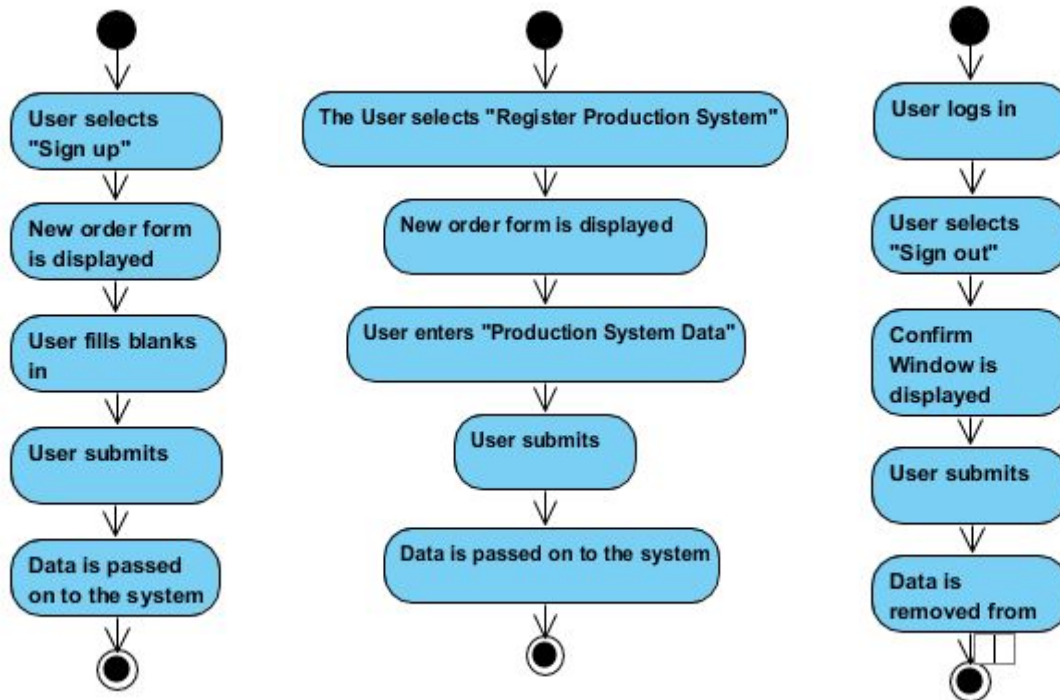 User selects
"Sign up"
New order form
is displayed
User fills blanks
in
User submits
Data is passed
on to the system
The User selects "Register Production System"
New order form is displayed
User enters "Production System Data"
User submits
Data is passed on to the system
User logs in
User selects
"Sign out"
Confirm
Window is
displayed
User submits
Data is
removed from